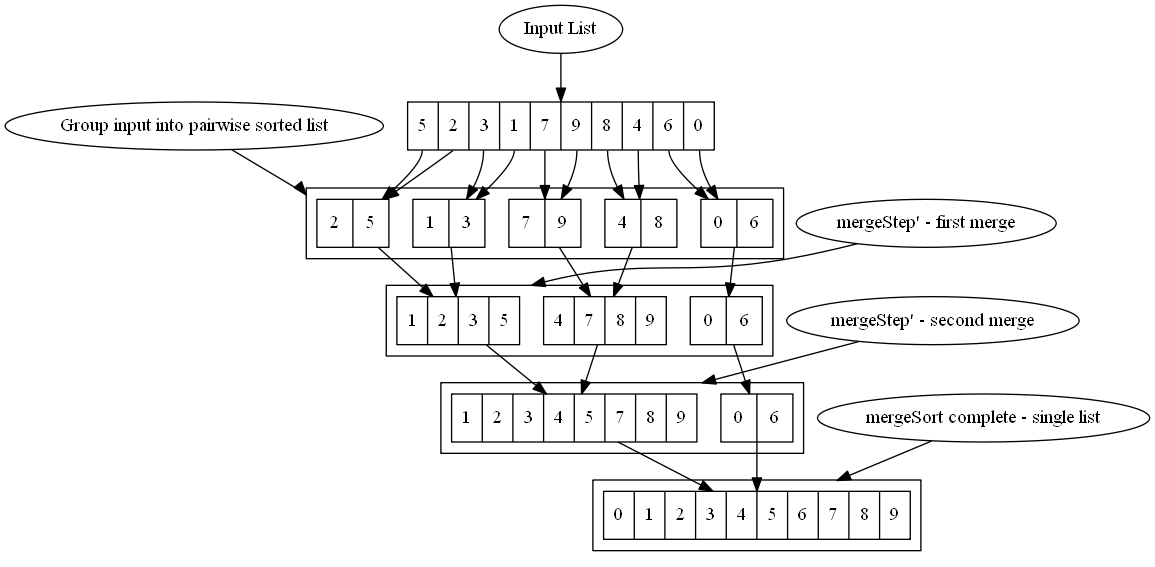 Input List
Group input into pairwise sorted list
5 2 3 1 7 9 8 4 6 0
2 5 1 3 7 9 4 8 0 6
mergeStep' - first merge
1 2 3 5 4 7 8 9 0 6
mergeStep' - second merge
1 2 3 4 5 7 8 9 0 6
mergeSort complete - single list
0 1 2 3 4 5 6 7 8 9